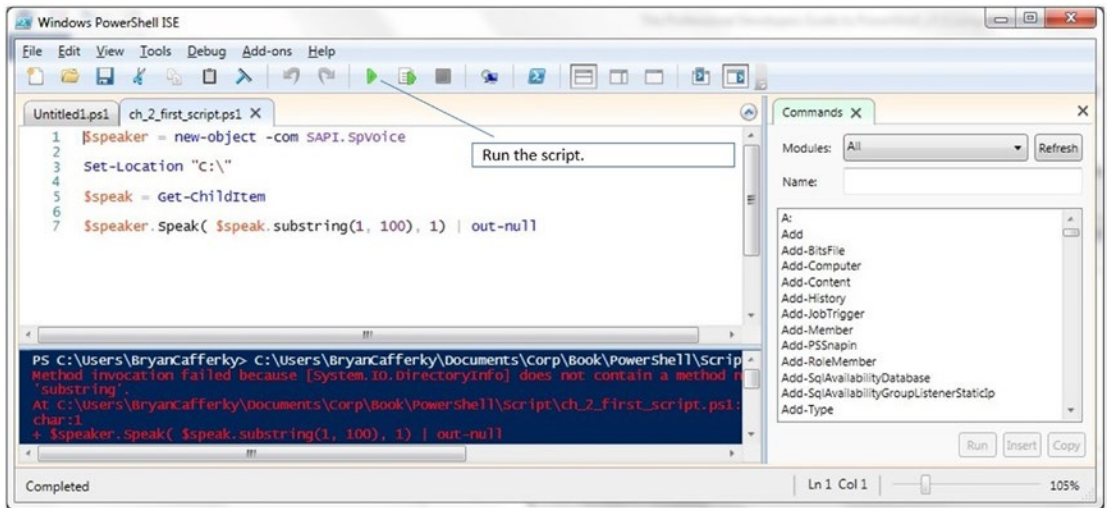 Windows PowerShell ISE
File Edit View Tools Debug Add-ons Help
Untitled1.ps1 ch_2_first_script.ps1 X
1 $speaker = new-object -com SAPI.SpVoice
2
3 Set-Location "C:\"
4
5 $speak = Get-ChildItem
6
7 $speaker.Speak( $speak.substring(1, 100), 1) | out-null
Run the script.
PS C:\Users\BryanCafferky> C:\Users\BryanCafferky\Documents\Corp\Book\PowerShell\Scrip
Method invocation failed because [System.IO.DirectoryInfo] does not contain a method n
'substring'.
At C:\Users\BryanCafferky\Documents\Corp\Book\PowerShell\Script\ch_2_first_script.ps1:
char:1
+ $speaker.Speak( $speak.substring(1, 100), 1) | out-null
Commands X
Modules: All Refresh
Name:
A:
Add
Add-BitsFile
Add-Computer
Add-Content
Add-History
Add-JobTrigger
Add-Member
Add-PSSnapin
Add-RoleMember
Add-SqlAvailabilityDatabase
Add-SqlAvailabilityGroupListenerStaticIp
Add-Type
Run Insert Copy
Completed
Ln 1 Col 1
105%